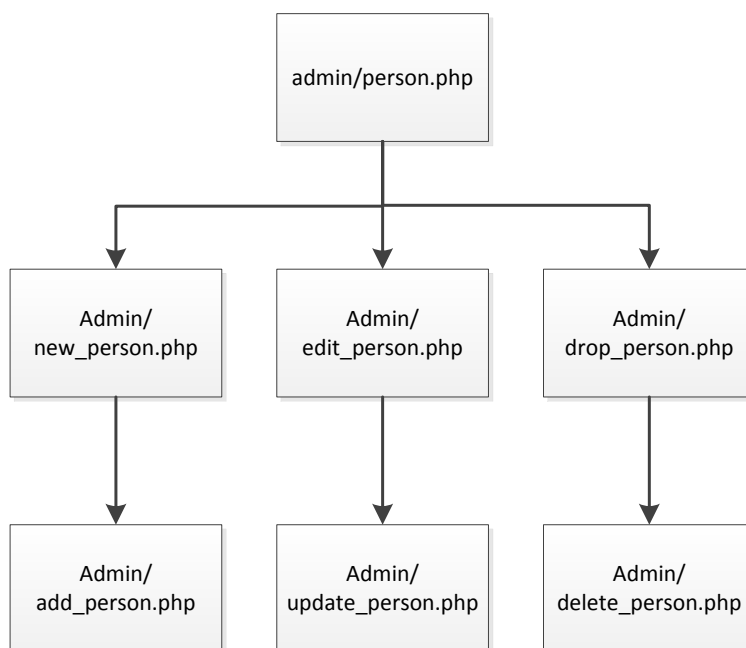 admin/person.php
Admin/
new_person.php
Admin/
edit_person.php
Admin/
drop_person.php
Admin/
add_person.php
Admin/
update_person.php
Admin/
delete_person.php